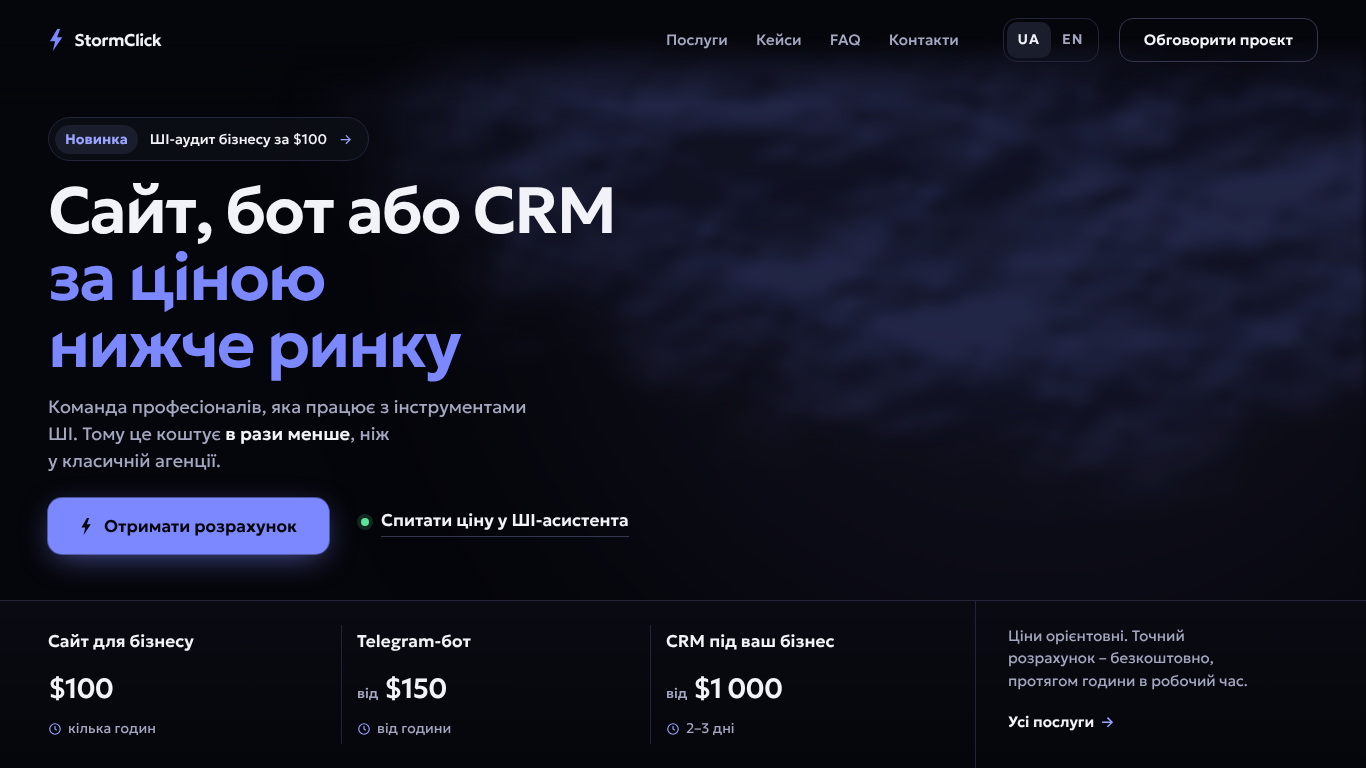 StormClick
Послуги
Кейси
FAQ
Контакти
UA
EN
Обговорити проєкт
Новинка
ШІ-аудит бізнесу за $100 →
Сайт, бот або CRM
за ціною
нижче ринку
Команда професіоналів, яка працює з інструментами
ШІ. Тому це коштує в рази менше, ніж
у класичній агенції.
Отримати розрахунок
Спитати ціну у ШІ-асистента
Сайт для бізнесу
$100
кілька годин
Telegram-бот
від $150
від години
CRM під ваш бізнес
від $1 000
2–3 дні
Ціни орієнтовні. Точний
розрахунок – безкоштовно,
протягом години в робочий час.
Усі послуги →